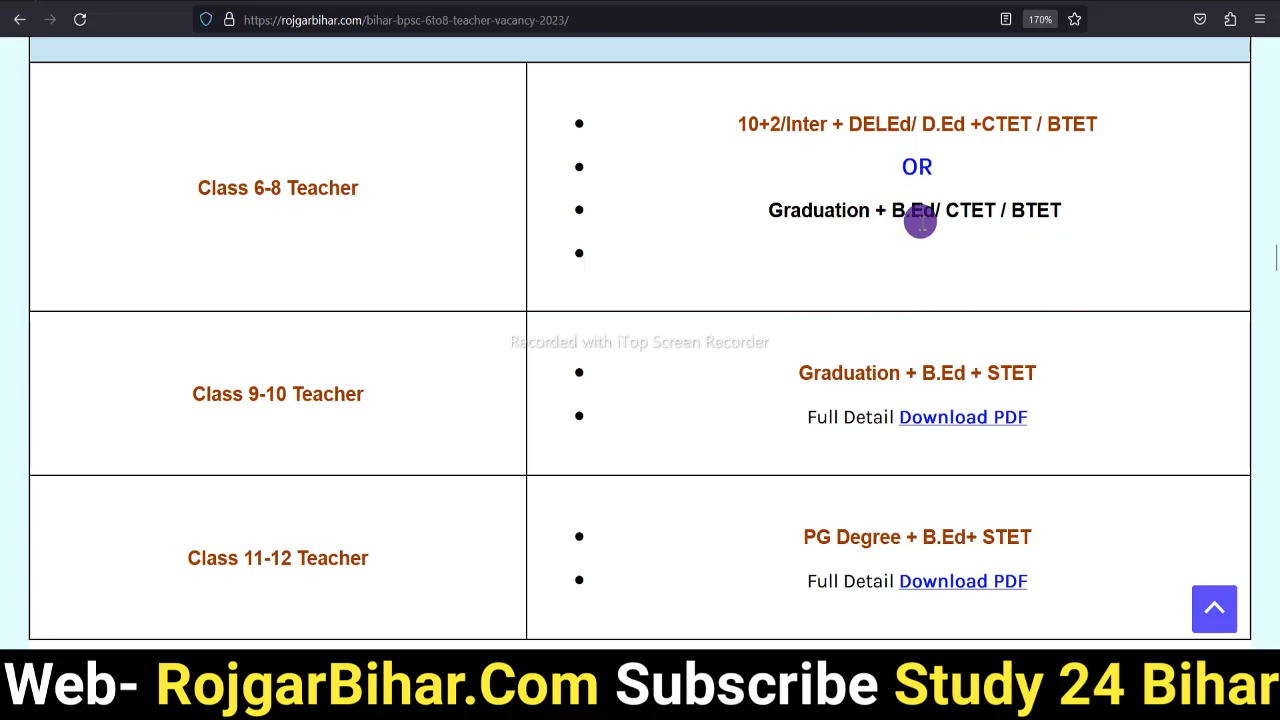 https://rojgarbihar.com/bihar-bpsc-6to8-teacher-vacancy-2023/
170%
Class 6-8 Teacher
10+2/Inter + DELEd/ D.Ed +CTET / BTET
OR
Graduation + B.Ed/ CTET / BTET
Recorded with iTop Screen Recorder
Class 9-10 Teacher
Graduation + B.Ed + STET
Full Detail Download PDF
Class 11-12 Teacher
PG Degree + B.Ed+ STET
Full Detail Download PDF
Web- RojgarBihar.Com Subscribe Study 24 Bihar